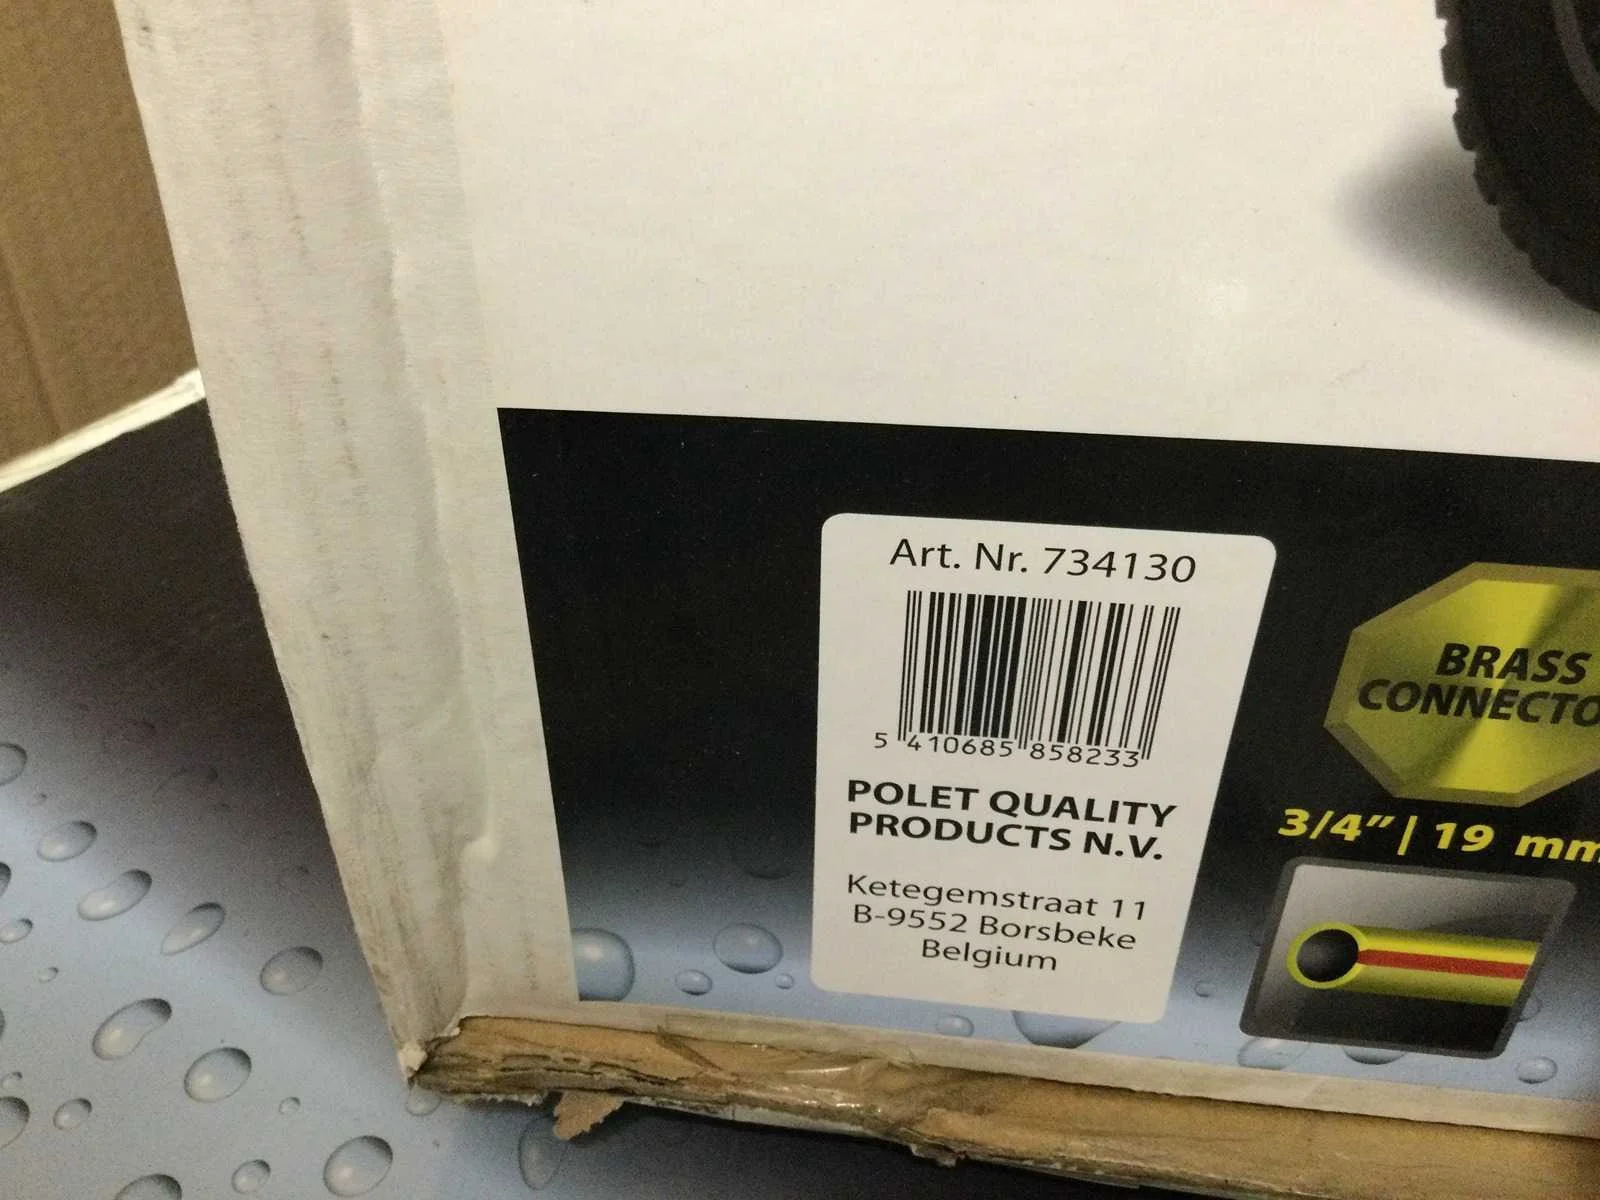 Art. Nr. 734130
5 410685 858233
POLET QUALITY
PRODUCTS N.V.
Ketegemstraat 11
B-9552 Borsbeke
Belgium
BRASS
CONNECTO
3/4" | 19 mm